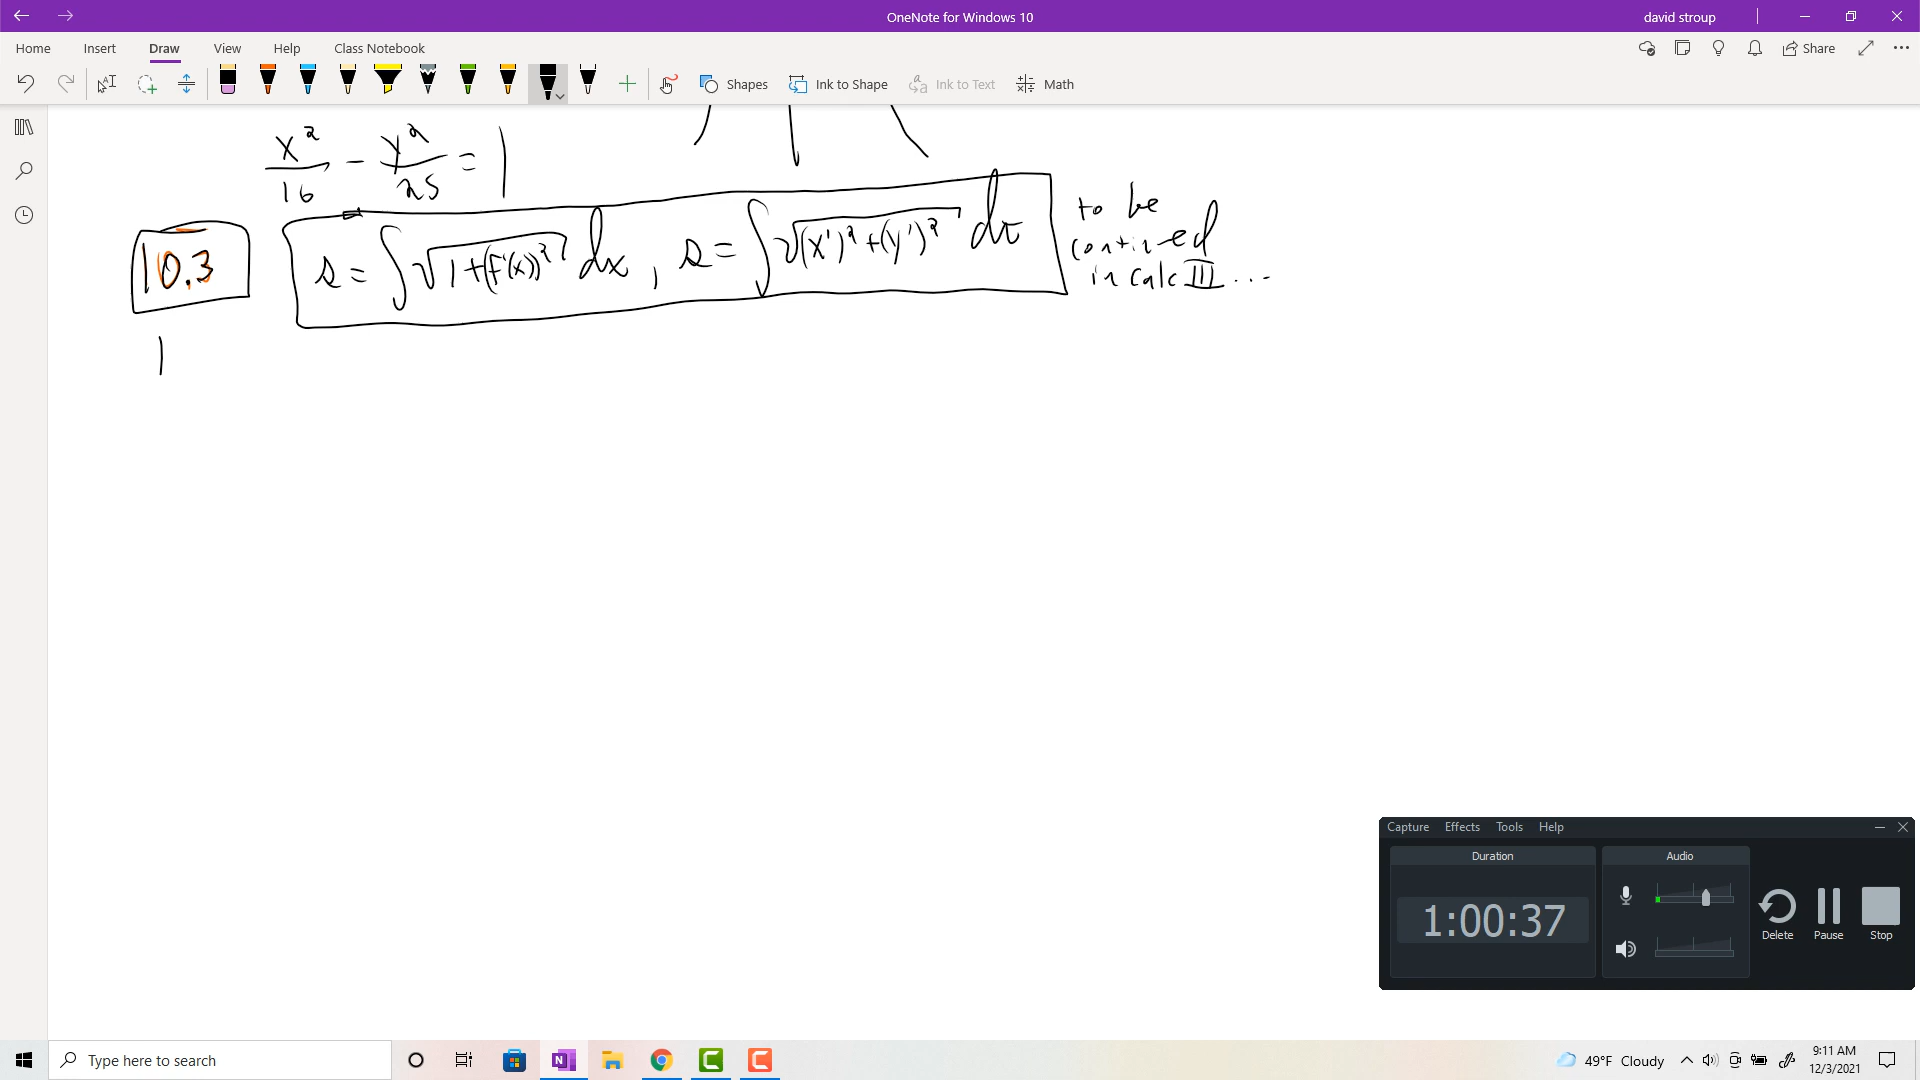 OneNote for Windows 10
david stroup
Home Insert Draw View Help Class Notebook
Share
Shapes Ink to Shape Ink to Text Math
x² / 16 − y² / 25 = 1
10.3
s = ∫ √(1 + (f'(x))²) dx , s = ∫ √((x')² + (y')²) dt
to be
continued
in calc III ...
1
Capture Effects Tools Help
Duration Audio
1:00:37
Delete Pause Stop
Type here to search
49°F Cloudy
9:11 AM
12/3/2021